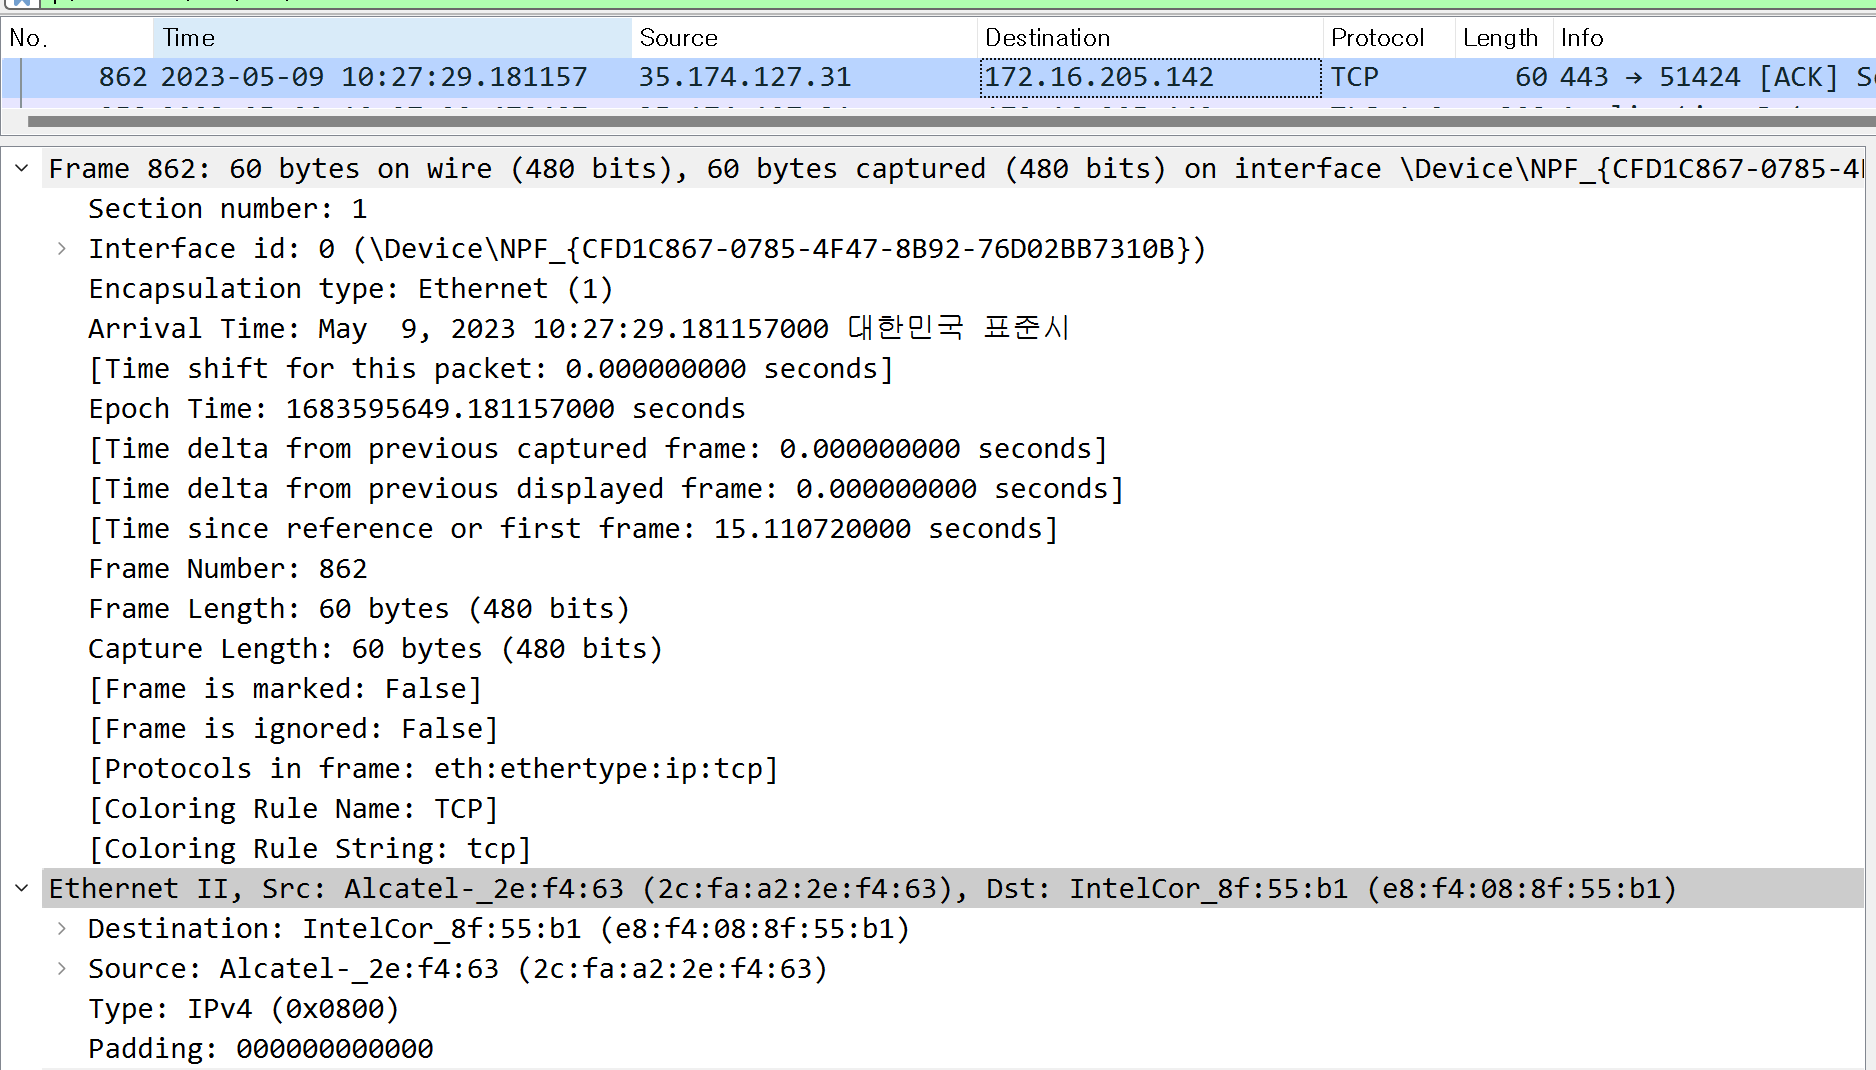 No. Time Source Destination Protocol Length Info
862 2023-05-09 10:27:29.181157 35.174.127.31 172.16.205.142 TCP 60 443 → 51424 [ACK]
Frame 862: 60 bytes on wire (480 bits), 60 bytes captured (480 bits) on interface \Device\NPF_{CFD1C867-0785-4
Section number: 1
Interface id: 0 (\Device\NPF_{CFD1C867-0785-4F47-8B92-76D02BB7310B})
Encapsulation type: Ethernet (1)
Arrival Time: May  9, 2023 10:27:29.181157000 대한민국 표준시
[Time shift for this packet: 0.000000000 seconds]
Epoch Time: 1683595649.181157000 seconds
[Time delta from previous captured frame: 0.000000000 seconds]
[Time delta from previous displayed frame: 0.000000000 seconds]
[Time since reference or first frame: 15.110720000 seconds]
Frame Number: 862
Frame Length: 60 bytes (480 bits)
Capture Length: 60 bytes (480 bits)
[Frame is marked: False]
[Frame is ignored: False]
[Protocols in frame: eth:ethertype:ip:tcp]
[Coloring Rule Name: TCP]
[Coloring Rule String: tcp]
Ethernet II, Src: Alcatel-_2e:f4:63 (2c:fa:a2:2e:f4:63), Dst: IntelCor_8f:55:b1 (e8:f4:08:8f:55:b1)
Destination: IntelCor_8f:55:b1 (e8:f4:08:8f:55:b1)
Source: Alcatel-_2e:f4:63 (2c:fa:a2:2e:f4:63)
Type: IPv4 (0x0800)
Padding: 000000000000